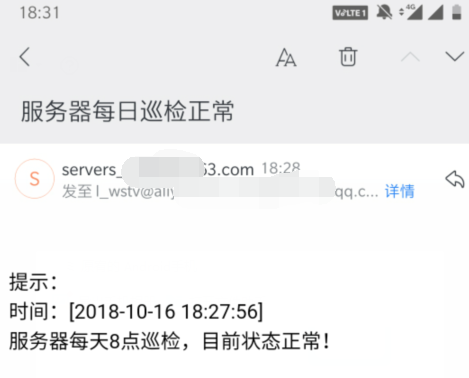 18:31
VoLTE 1
4G
服务器每日巡检正常
S
servers_ 63.com 18:28
发至 l_wstv@aliy qq.c... 详情
提示：
时间：[2018-10-16 18:27:56]
服务器每天8点巡检，目前状态正常！